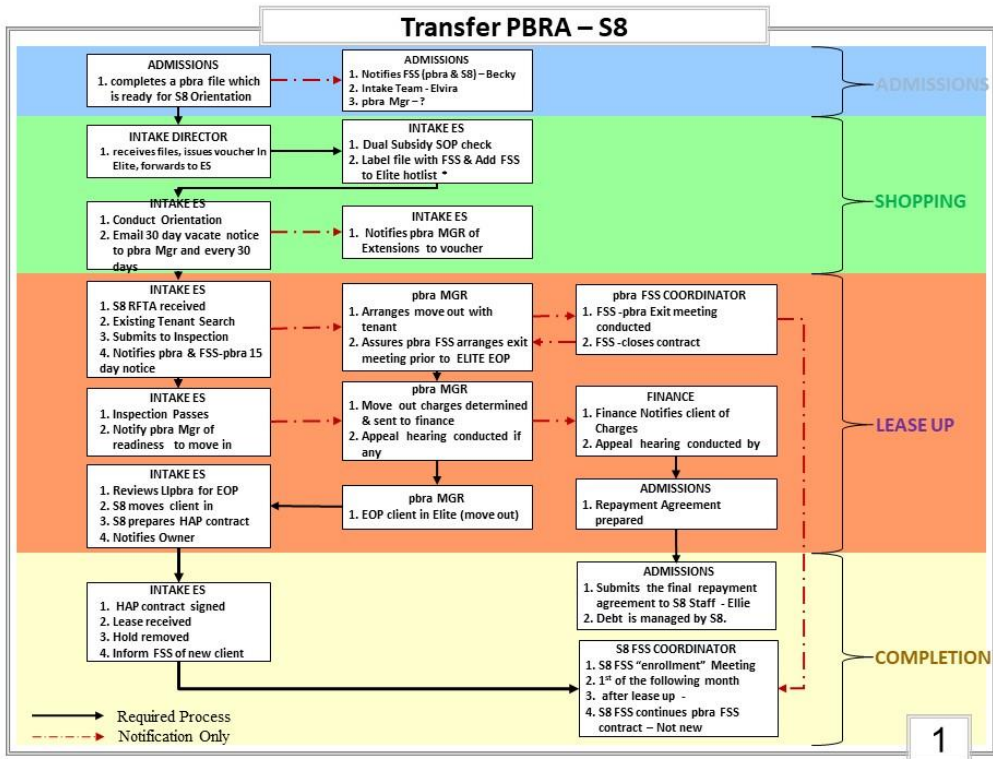 Transfer PBRA – S8
ADMISSIONS
1. completes a pbra file which
is ready for S8 Orientation
ADMISSIONS
1. Notifies FSS (pbra & S8) – Becky
2. Intake Team - Elvira
3. pbra Mgr – ?
ADMISSIONS
INTAKE DIRECTOR
1. receives files, issues voucher In
Elite, forwards to ES
INTAKE ES
1. Dual Subsidy SOP check
2. Label file with FSS & Add FSS
to Elite hotlist *
INTAKE ES
1. Conduct Orientation
2. Email 30 day vacate notice
to pbra Mgr and every 30
days
INTAKE ES
1. Notifies pbra MGR of
Extensions to voucher
SHOPPING
INTAKE ES
1. S8 RFTA received
2. Existing Tenant Search
3. Submits to Inspection
4. Notifies pbra & FSS-pbra 15
day notice
pbra MGR
1. Arranges move out with
tenant
2. Assures pbra FSS arranges exit
meeting prior to ELITE EOP
pbra FSS COORDINATOR
1. FSS -pbra Exit meeting
conducted
2. FSS -closes contract
INTAKE ES
1. Inspection Passes
2. Notify pbra Mgr of
readiness to move in
pbra MGR
1. Move out charges determined
& sent to finance
2. Appeal hearing conducted if
any
FINANCE
1. Finance Notifies client of
Charges
2. Appeal hearing conducted by
LEASE UP
INTAKE ES
1. Reviews LIpbra for EOP
2. S8 moves client in
3. S8 prepares HAP contract
4. Notifies Owner
pbra MGR
1. EOP client in Elite (move out)
ADMISSIONS
1. Repayment Agreement
prepared
INTAKE ES
1. HAP contract signed
2. Lease received
3. Hold removed
4. Inform FSS of new client
ADMISSIONS
1. Submits the final repayment
agreement to S8 Staff - Ellie
2. Debt is managed by S8.
S8 FSS COORDINATOR
1. S8 FSS “enrollment” Meeting
2. 1st of the following month
3. after lease up -
4. S8 FSS continues pbra FSS
contract – Not new
COMPLETION
Required Process
Notification Only
1